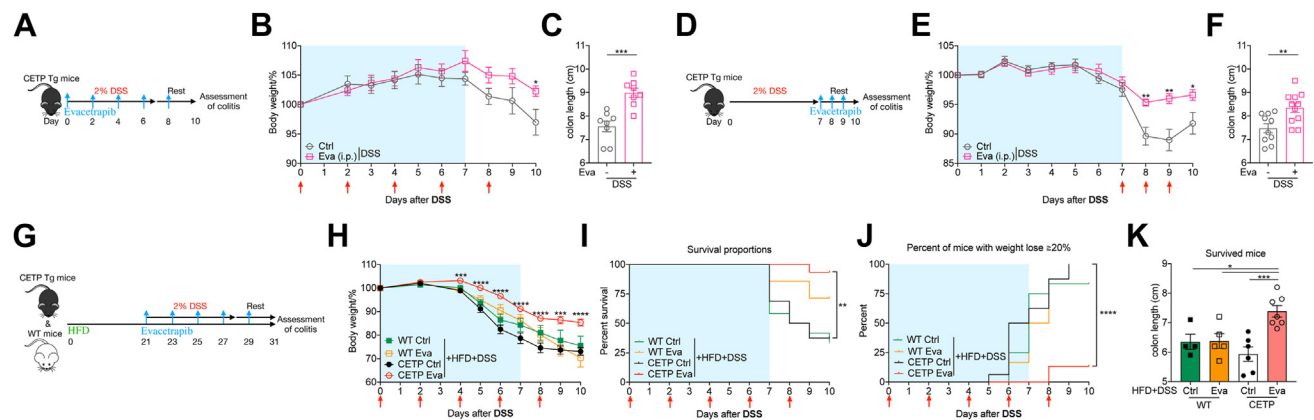 A
CETP Tg mice
2% DSS
Rest
Assessment
of colitis
Evacetrapib
Day
0 2 4 6 8 10
B
Body weight/%
110
105
100
95
90
Ctrl
Eva (i.p.)
DSS
0 1 2 3 4 5 6 7 8 9 10
Days after DSS
*
C
***
colon length (cm)
11
10
9
8
7
6
Eva - +
DSS
D
CETP Tg mice
2% DSS
Rest
Assessment
of colitis
Evacetrapib
Day 0 7 8 9 10
E
Body weight/%
110
105
100
95
90
85
** ** *
Ctrl
Eva (i.p.)
DSS
0 1 2 3 4 5 6 7 8 9 10
Days after DSS
F
**
colon length (cm)
11
10
9
8
7
6
Eva - +
DSS
G
CETP Tg mice
&
WT mice
HFD
2% DSS
Rest
Assessment
of colitis
Evacetrapib
0 21 23 25 27 29 31
H
Body weight/%
110
100
90
80
70
60
*** **** **** **** **** *** ****
WT Ctrl
WT Eva
CETP Ctrl
CETP Eva
+HFD+DSS
0 1 2 3 4 5 6 7 8 9 10
Days after DSS
I
Survival proportions
Percent survival
100
75
50
25
0
WT Ctrl
WT Eva
CETP Ctrl
CETP Eva
+HFD+DSS
**
0 1 2 3 4 5 6 7 8 9 10
Days after DSS
J
Percent of mice with weight lose ≥20%
Percent
100
75
50
25
0
WT Ctrl
WT Eva
CETP Ctrl
CETP Eva
+HFD+DSS
****
0 1 2 3 4 5 6 7 8 9 10
Days after DSS
K
Survived mice
*
***
colon length (cm)
10
9
8
7
6
5
HFD+DSS Ctrl Eva Ctrl Eva
WT CETP